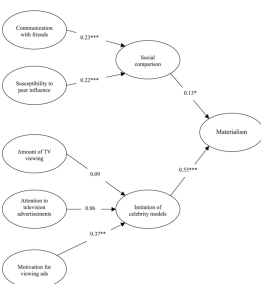 Communication
with friends
0.23***
Social
comparison
Susceptibility to
peer influence
0.22***
0.13*
Materialism
Amount of TV
viewing
0.09
0.53***
Attention to
television
advertisements
0.06
Imitation of
celebrity models
0.37**
Motivation for
viewing ads